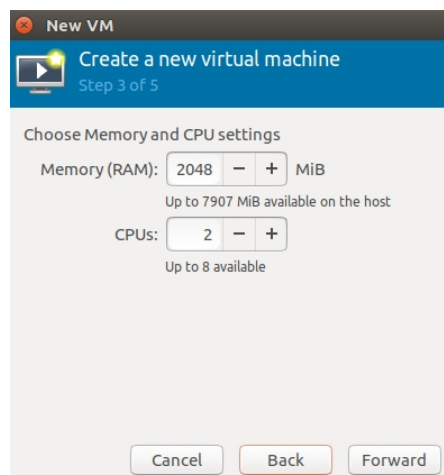 New VM
Create a new virtual machine
Step 3 of 5
Choose Memory and CPU settings
Memory (RAM): 2048 − + MiB
Up to 7907 MiB available on the host
CPUs: 2 − +
Up to 8 available
Cancel Back Forward